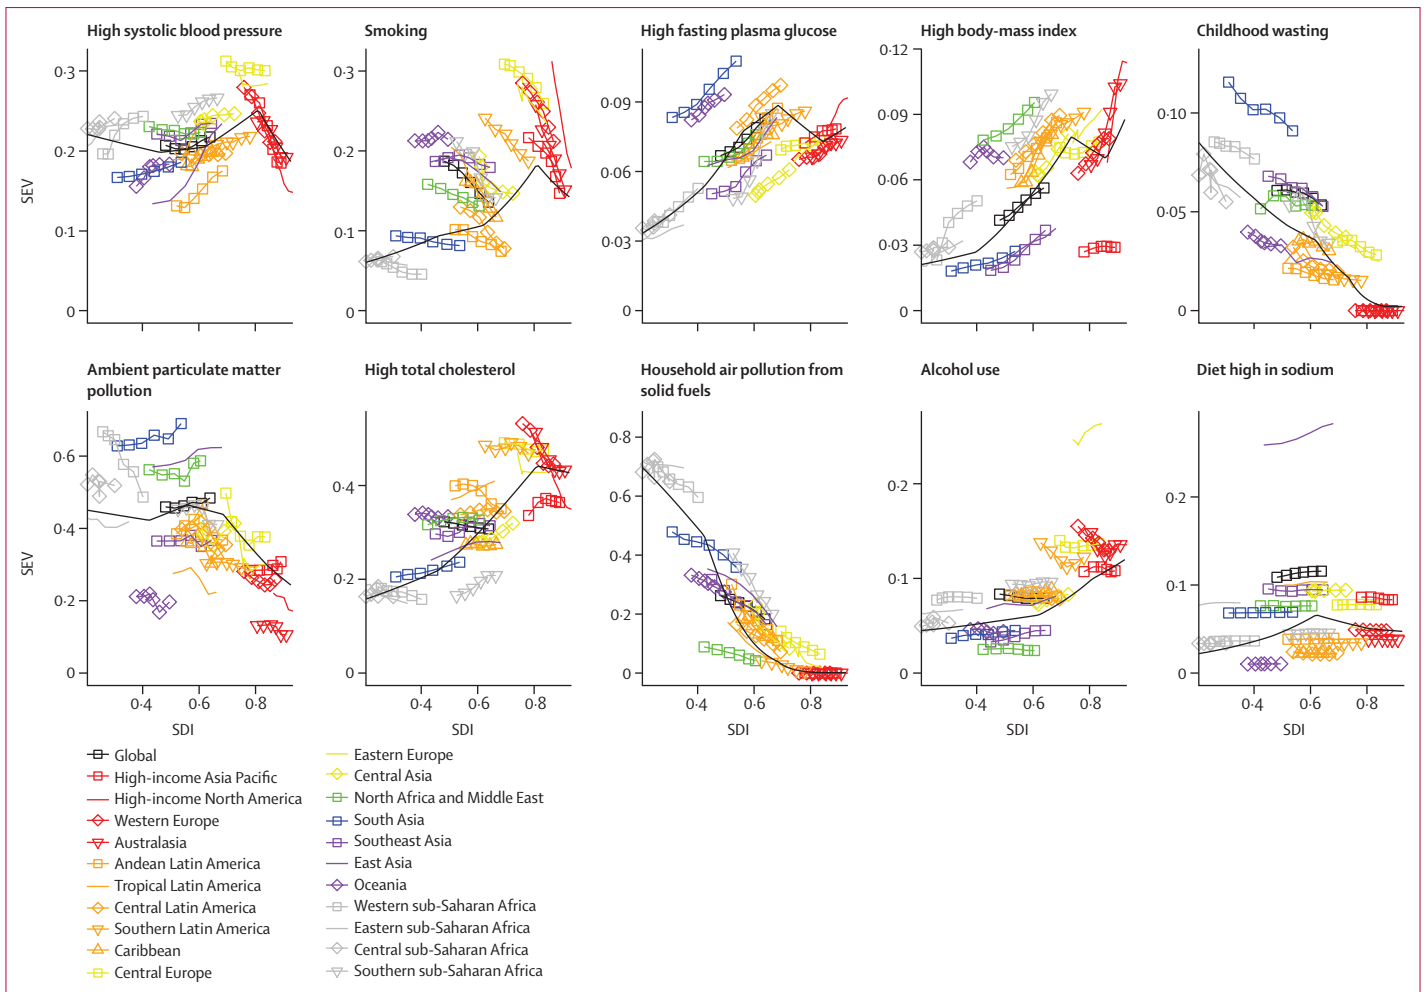 High systolic blood pressure
Smoking
High fasting plasma glucose
High body-mass index
Childhood wasting
SEV
0·3
0·2
0·1
0
0·3
0·2
0·1
0
0·09
0·06
0·03
0
0·12
0·09
0·06
0·03
0
0·10
0·05
0
Ambient particulate matter
pollution
High total cholesterol
Household air pollution from
solid fuels
Alcohol use
Diet high in sodium
SEV
0·6
0·4
0·2
0
0·4
0·2
0
0·8
0·6
0·4
0·2
0
0·2
0·1
0
0·2
0·1
0
0·4 0·6 0·8
0·4 0·6 0·8
0·4 0·6 0·8
0·4 0·6 0·8
0·4 0·6 0·8
SDI
SDI
SDI
SDI
SDI
Global
High-income Asia Pacific
High-income North America
Western Europe
Australasia
Andean Latin America
Tropical Latin America
Central Latin America
Southern Latin America
Caribbean
Central Europe
Eastern Europe
Central Asia
North Africa and Middle East
South Asia
Southeast Asia
East Asia
Oceania
Western sub-Saharan Africa
Eastern sub-Saharan Africa
Central sub-Saharan Africa
Southern sub-Saharan Africa